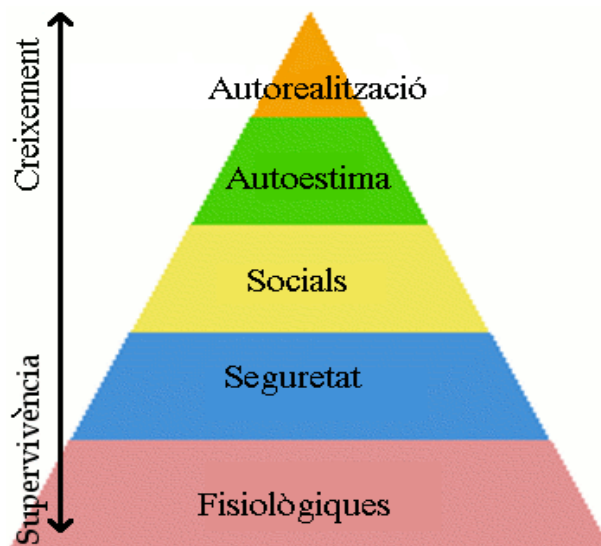 Creixement
Autorealització
Autoestima
Socials
Seguretat
Fisiològiques
Supervivència